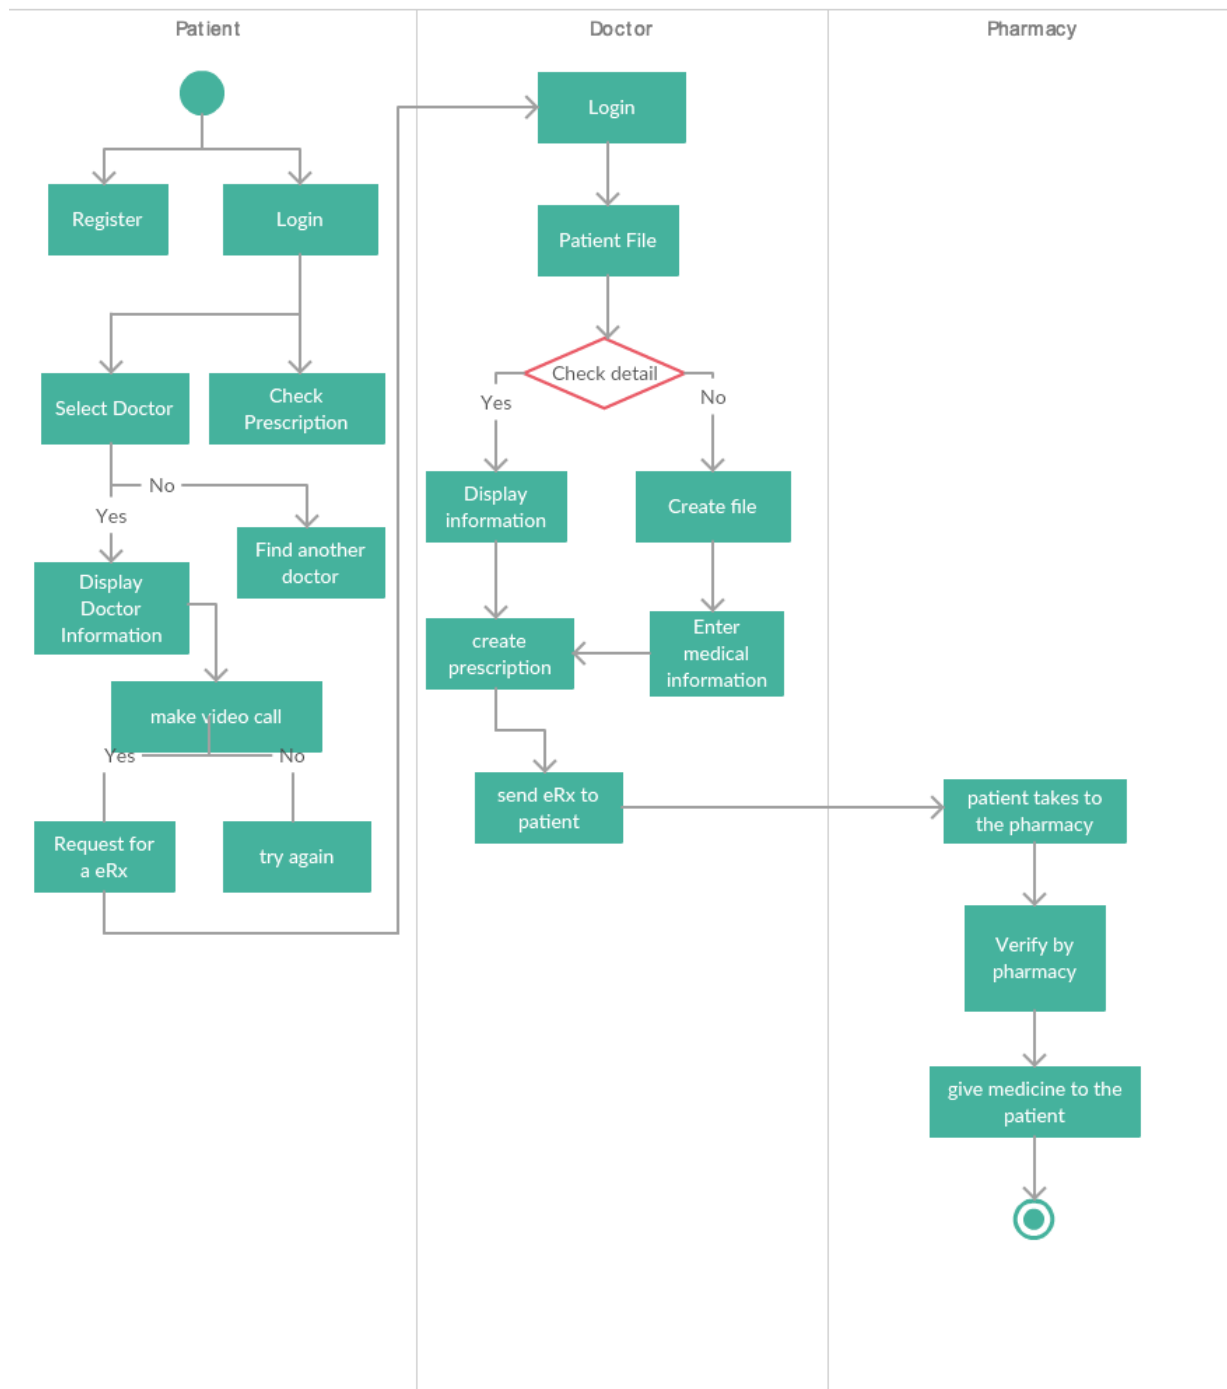 Patient
Doctor
Pharmacy
Register
Login
Select Doctor
Check
Prescription
No
Yes
Find another
doctor
Display
Doctor
Information
make video call
Yes
No
Request for
a eRx
try again
Login
Patient File
Check detail
Yes
No
Display
information
Create file
create
prescription
Enter
medical
information
send eRx to
patient
patient takes to
the pharmacy
Verify by
pharmacy
give medicine to the
patient